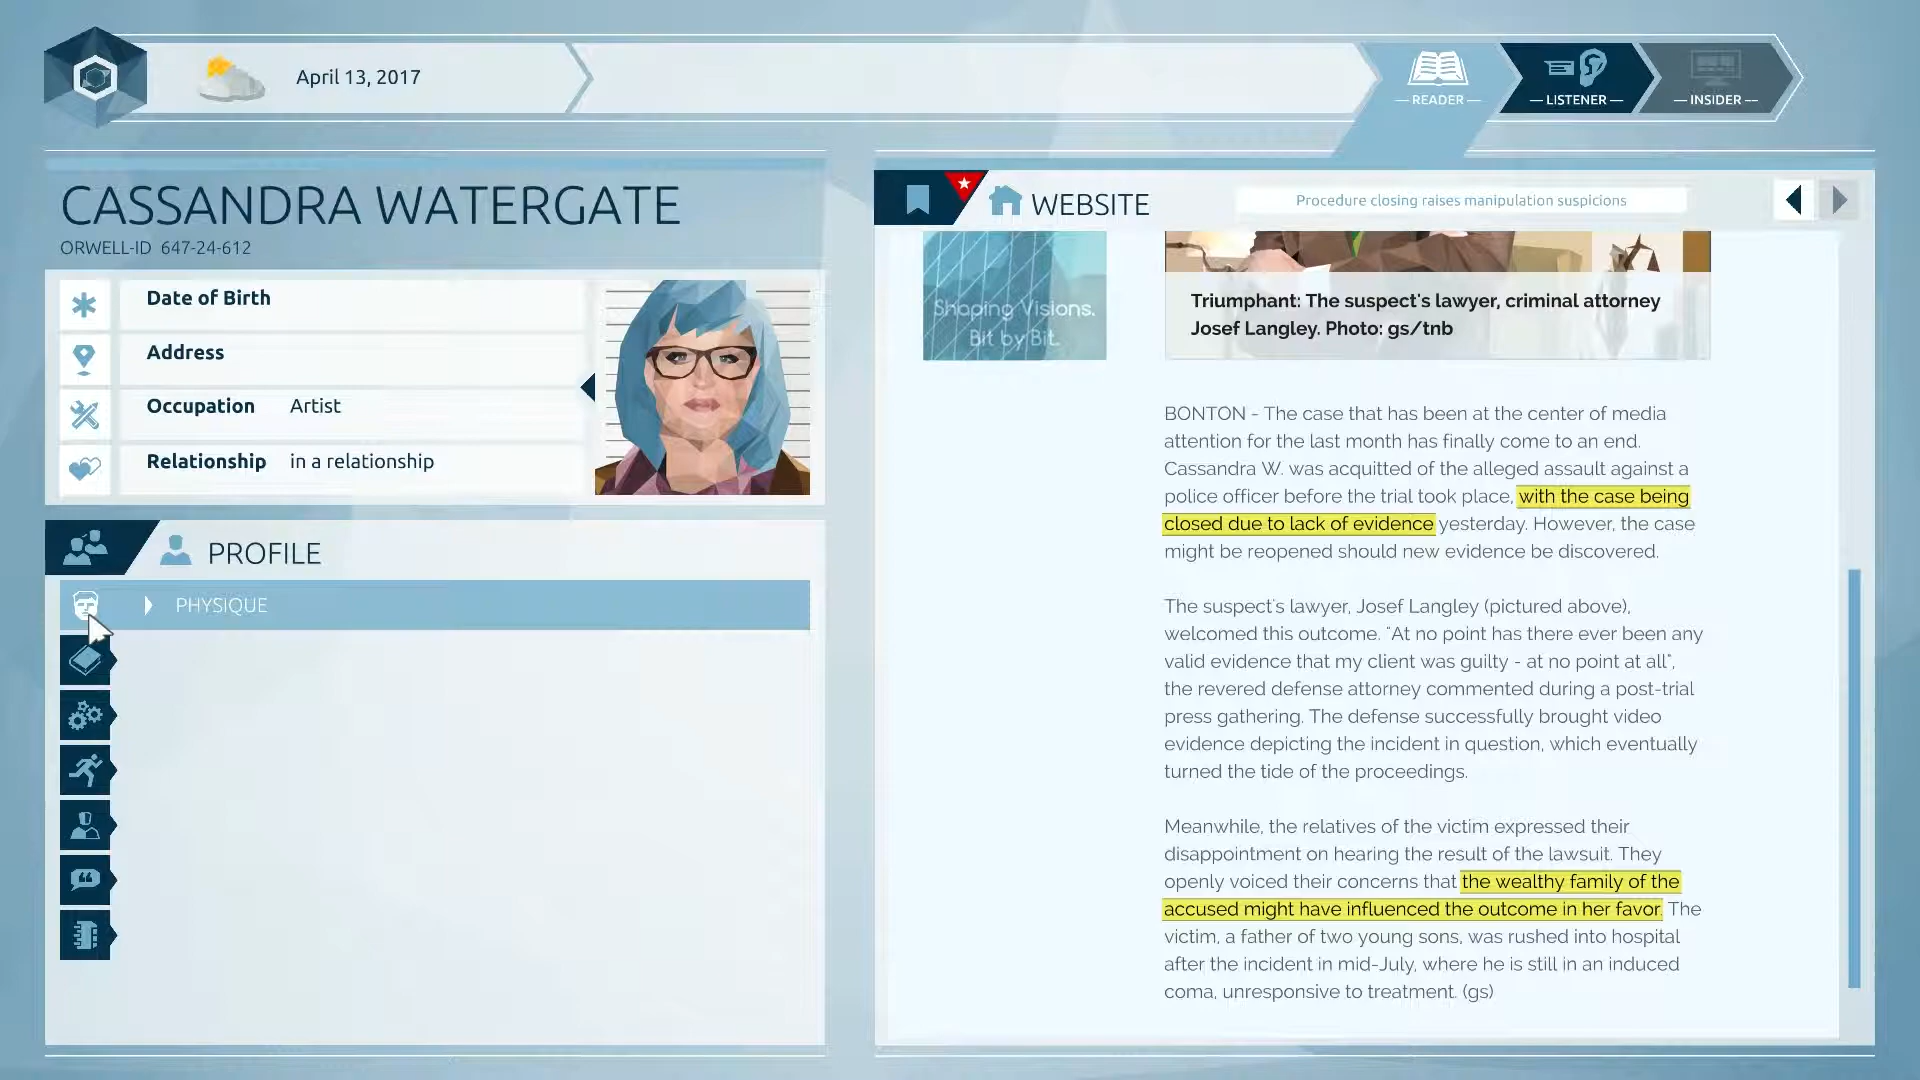 April 13, 2017
— READER —
— LISTENER —
— INSIDER —
CASSANDRA WATERGATE
ORWELL-ID 647-24-612
Date of Birth
Address
Occupation Artist
Relationship in a relationship
PROFILE
PHYSIQUE
WEBSITE
Procedure closing raises manipulation suspicions
Shaping Visions.
Bit by Bit.
Triumphant: The suspect's lawyer, criminal attorney
Josef Langley. Photo: gs/tnb
BONTON - The case that has been at the center of media
attention for the last month has finally come to an end.
Cassandra W. was acquitted of the alleged assault against a
police officer before the trial took place, with the case being
closed due to lack of evidence yesterday. However, the case
might be reopened should new evidence be discovered.
The suspect's lawyer, Josef Langley (pictured above),
welcomed this outcome. "At no point has there ever been any
valid evidence that my client was guilty - at no point at all",
the revered defense attorney commented during a post-trial
press gathering. The defense successfully brought video
evidence depicting the incident in question, which eventually
turned the tide of the proceedings.
Meanwhile, the relatives of the victim expressed their
disappointment on hearing the result of the lawsuit. They
openly voiced their concerns that the wealthy family of the
accused might have influenced the outcome in her favor. The
victim, a father of two young sons, was rushed into hospital
after the incident in mid-July, where he is still in an induced
coma, unresponsive to treatment. (gs)